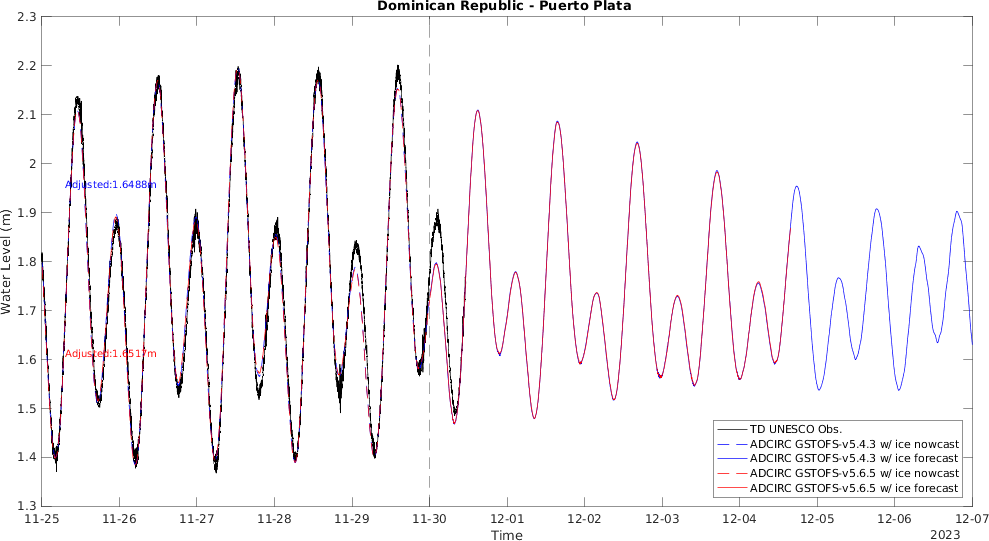 Dominican Republic - Puerto Plata
Water Level (m)
2.3
2.2
2.1
2
1.9
1.8
1.7
1.6
1.5
1.4
1.3
Adjusted:1.6488m
Adjusted:1.6517m
TD UNESCO Obs.
ADCIRC GSTOFS-v5.4.3 w/ ice nowcast
ADCIRC GSTOFS-v5.4.3 w/ ice forecast
ADCIRC GSTOFS-v5.6.5 w/ ice nowcast
ADCIRC GSTOFS-v5.6.5 w/ ice forecast
11-25 11-26 11-27 11-28 11-29 11-30 12-01 12-02 12-03 12-04 12-05 12-06 12-07
Time
2023